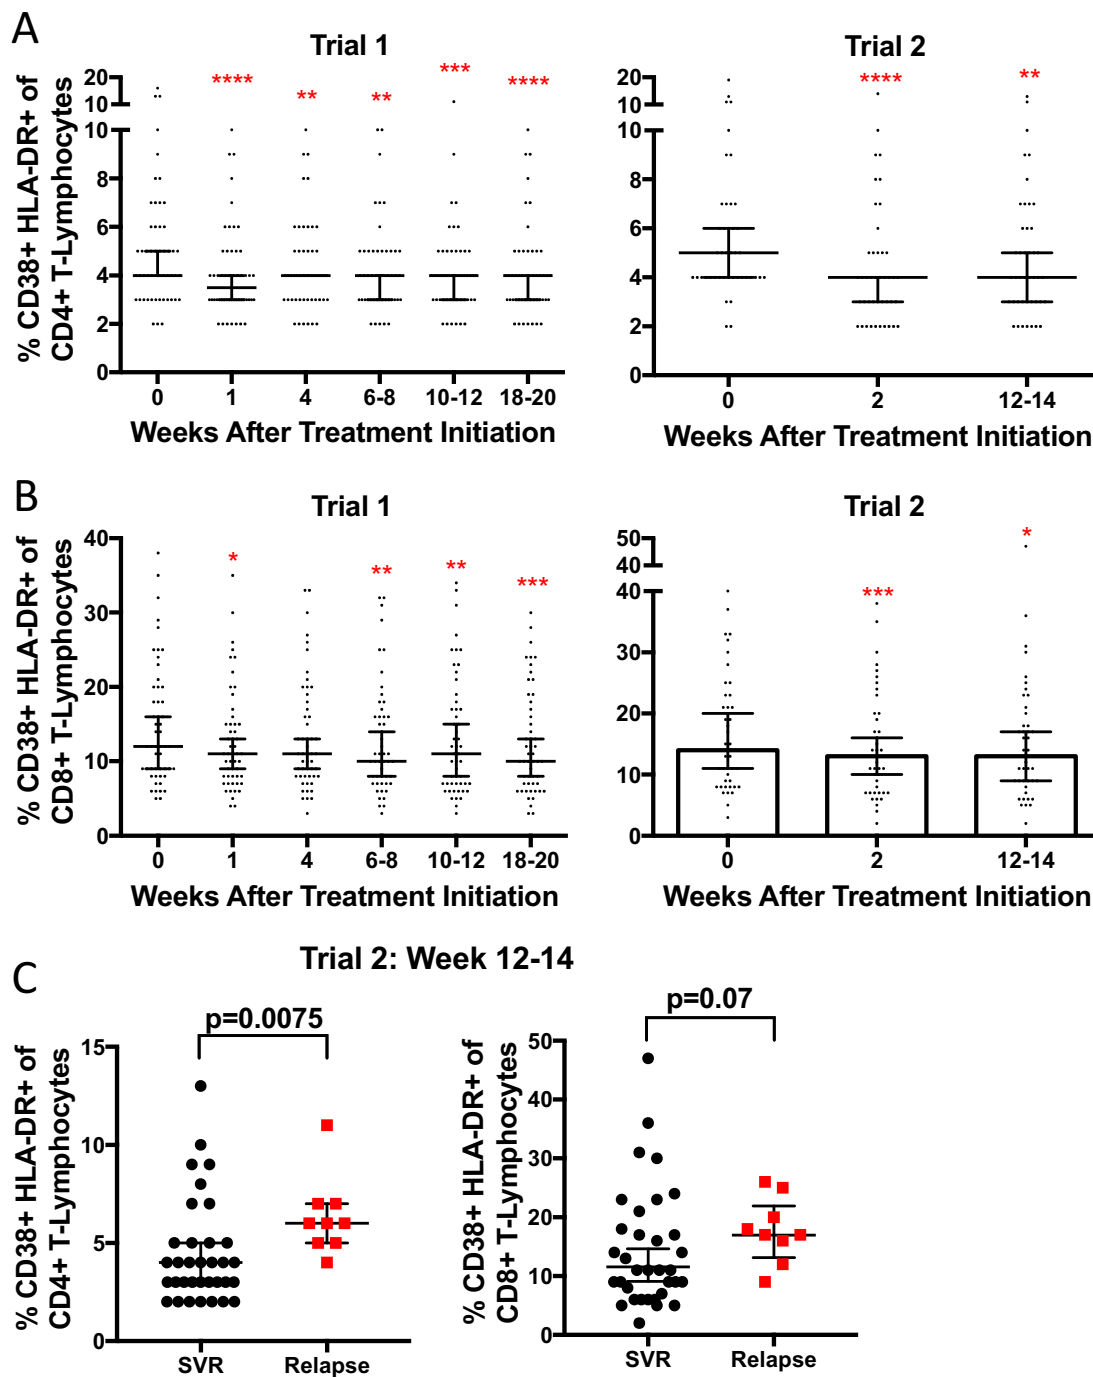 A
Trial 1
Trial 2
% CD38+ HLA-DR+ of
CD4+ T-Lymphocytes
20
10
10
8
6
4
2
0
**** ** ** *** ****
0 1 4 6-8 10-12 18-20
Weeks After Treatment Initiation
20
10
10
8
6
4
2
0
**** **
0 2 12-14
Weeks After Treatment Initiation
B
Trial 1
Trial 2
% CD38+ HLA-DR+ of
CD8+ T-Lymphocytes
40
30
20
10
0
* ** ** ***
0 1 4 6-8 10-12 18-20
Weeks After Treatment Initiation
50
40
40
30
20
10
0
*** *
0 2 12-14
Weeks After Treatment Initiation
C
Trial 2: Week 12-14
% CD38+ HLA-DR+ of
CD4+ T-Lymphocytes
p=0.0075
15
10
5
0
SVR Relapse
% CD38+ HLA-DR+ of
CD8+ T-Lymphocytes
p=0.07
50
40
30
20
10
0
SVR Relapse